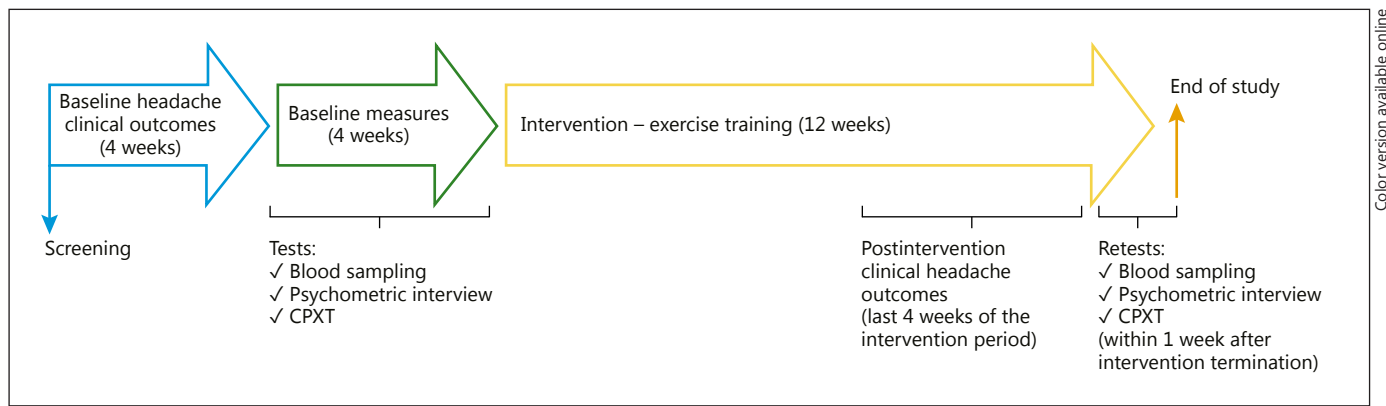 Baseline headache
clinical outcomes
(4 weeks)
Baseline measures
(4 weeks)
Intervention – exercise training (12 weeks)
End of study
Screening
Tests:
✓ Blood sampling
✓ Psychometric interview
✓ CPXT
Postintervention
clinical headache
outcomes
(last 4 weeks of the
intervention period)
Retests:
✓ Blood sampling
✓ Psychometric interview
✓ CPXT
(within 1 week after
intervention termination)
Color version available online